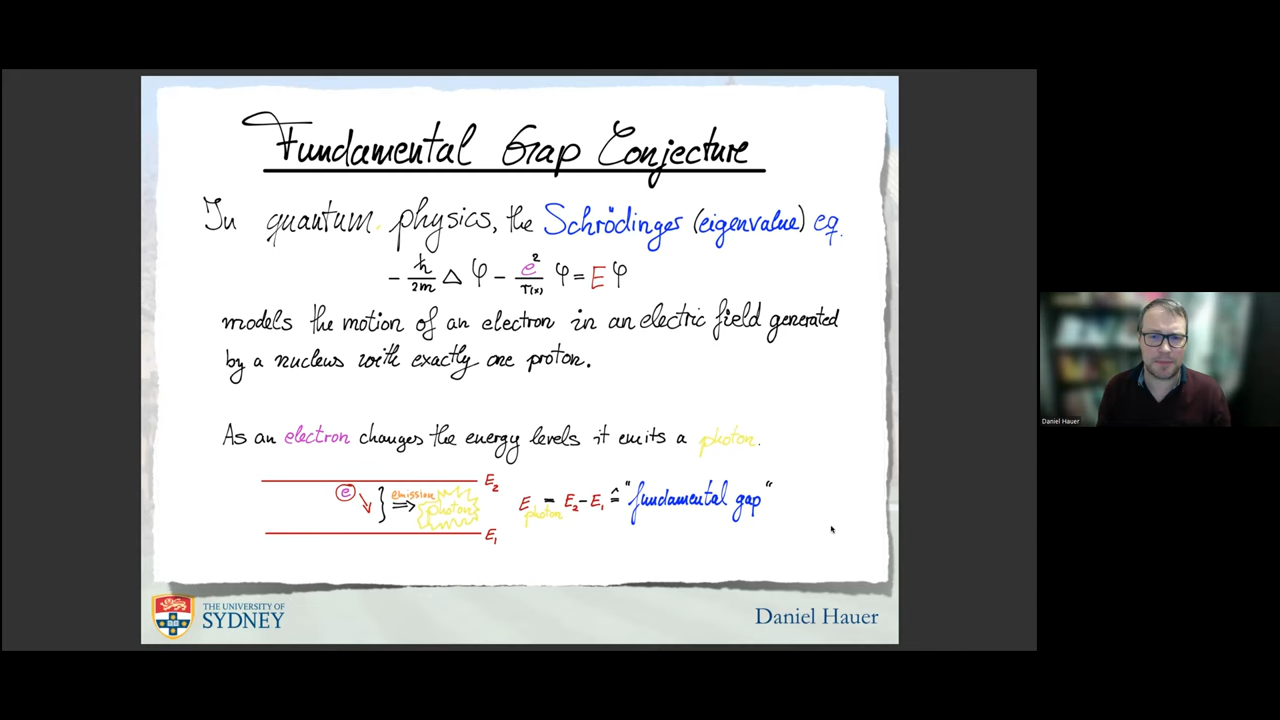 Fundamental Gap Conjecture
In quantum physics, the Schrödinger (eigenvalue) eq.
- ℏ/2m Δ φ - e²/r(x) φ = E φ
models the motion of an electron in an electric field generated
by a nucleus with exactly one proton.
As an electron changes the energy levels it emits a photon.
E₂
e } emission ⇒ photon
E photon = E₂ - E₁ ≙ "fundamental gap"
E₁
THE UNIVERSITY OF
SYDNEY
Daniel Hauer
Daniel Hauer